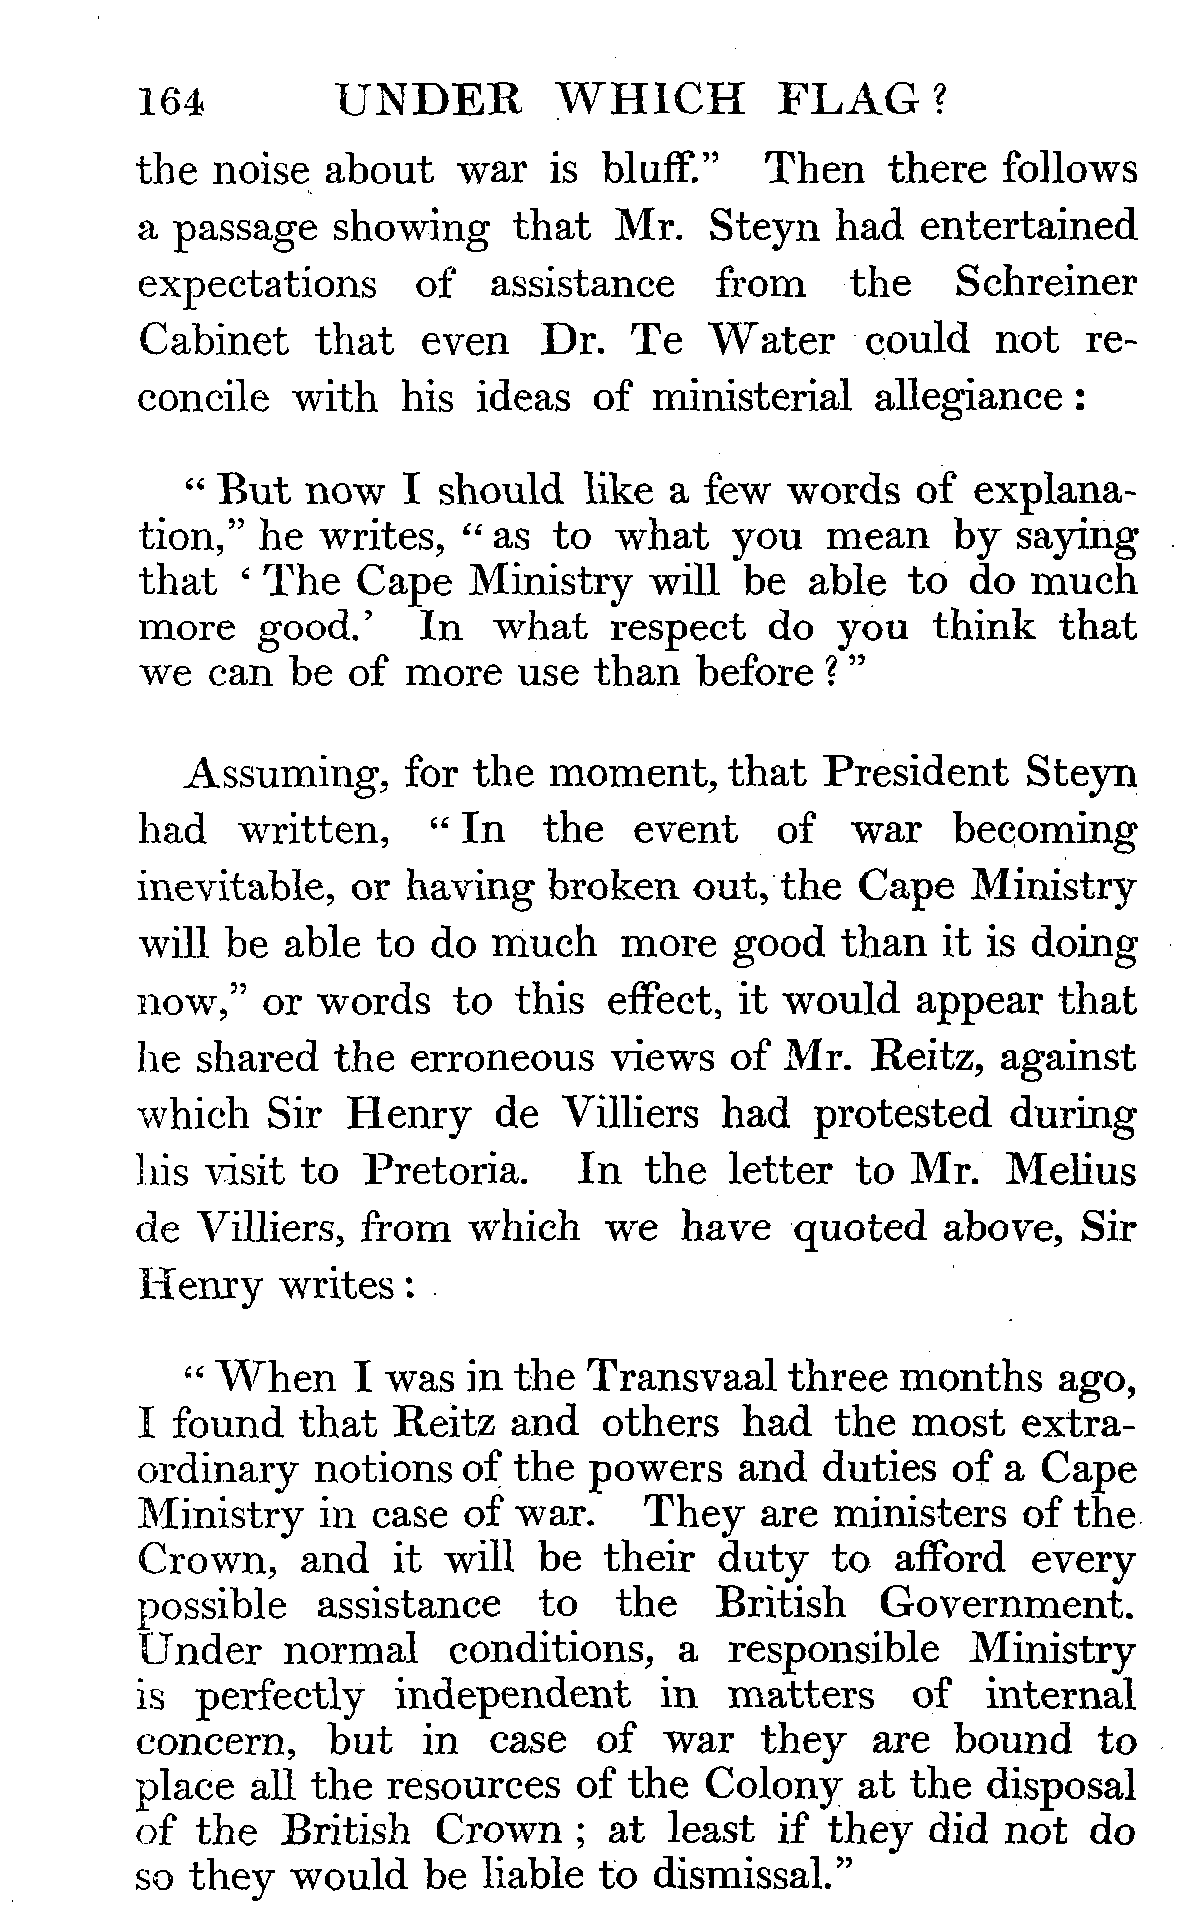 164 UNDER WHICH FLAG ?
the noise about war is bluff.” Then there follows
a passage showing that Mr. Steyn had entertained
expectations of assistance from the Schreiner
Cabinet that even Dr. Te Water could not re-
concile with his ideas of ministerial allegiance :
“ But now I should like a few words of explana-
tion,” he writes, “ as to what you mean by saying
that ‘ The Cape Ministry will be able to do much
more good.’ In what respect do you think that
we can be of more use than before ? ”
Assuming, for the moment, that President Steyn
had written, “ In the event of war becoming
inevitable, or having broken out, the Cape Ministry
will be able to do much more good than it is doing
now,” or words to this effect, it would appear that
he shared the erroneous views of Mr. Reitz, against
which Sir Henry de Villiers had protested during
his visit to Pretoria. In the letter to Mr. Melius
de Villiers, from which we have quoted above, Sir
Henry writes :
“ When I was in the Transvaal three months ago,
I found that Reitz and others had the most extra-
ordinary notions of the powers and duties of a Cape
Ministry in case of war. They are ministers of the
Crown, and it will be their duty to afford every
possible assistance to the British Government.
Under normal conditions, a responsible Ministry
is perfectly independent in matters of internal
concern, but in case of war they are bound to
place all the resources of the Colony at the disposal
of the British Crown ; at least if they did not do
so they would be liable to dismissal.”